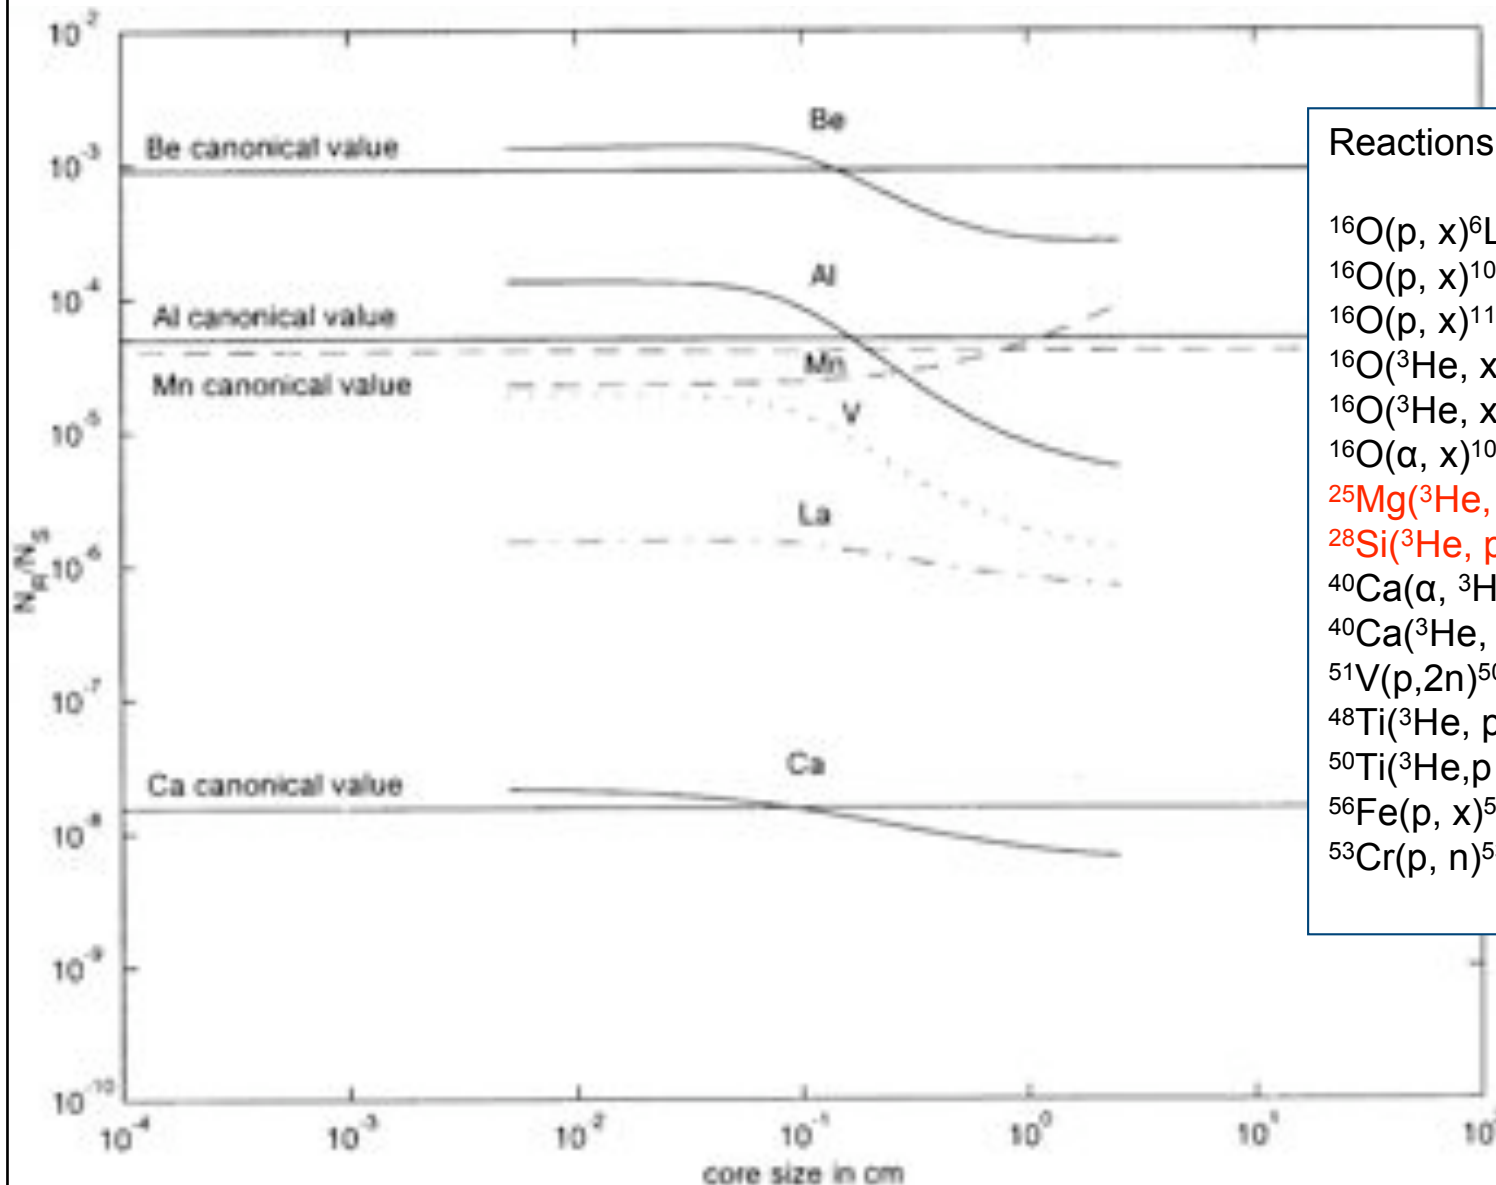 10⁻²
10⁻³
10⁻⁴
10⁻⁵
10⁻⁶
10⁻⁷
10⁻⁸
10⁻⁹
10⁻¹⁰
N_R/N_S
Be canonical value
Be
Al canonical value
Al
Mn canonical value
Mn
V
La
Ca canonical value
Ca
10⁻⁴
10⁻³
10⁻²
10⁻¹
10⁰
10¹
core size in cm
Reactions
¹⁶O(p, x)⁶L
¹⁶O(p, x)¹⁰
¹⁶O(p, x)¹¹
¹⁶O(³He, x
¹⁶O(³He, x
¹⁶O(α, x)¹⁰
²⁵Mg(³He,
²⁸Si(³He, p
⁴⁰Ca(α, ³H
⁴⁰Ca(³He,
⁵¹V(p,2n)⁵⁰
⁴⁸Ti(³He, p
⁵⁰Ti(³He,p
⁵⁶Fe(p, x)⁵
⁵³Cr(p, n)⁵³